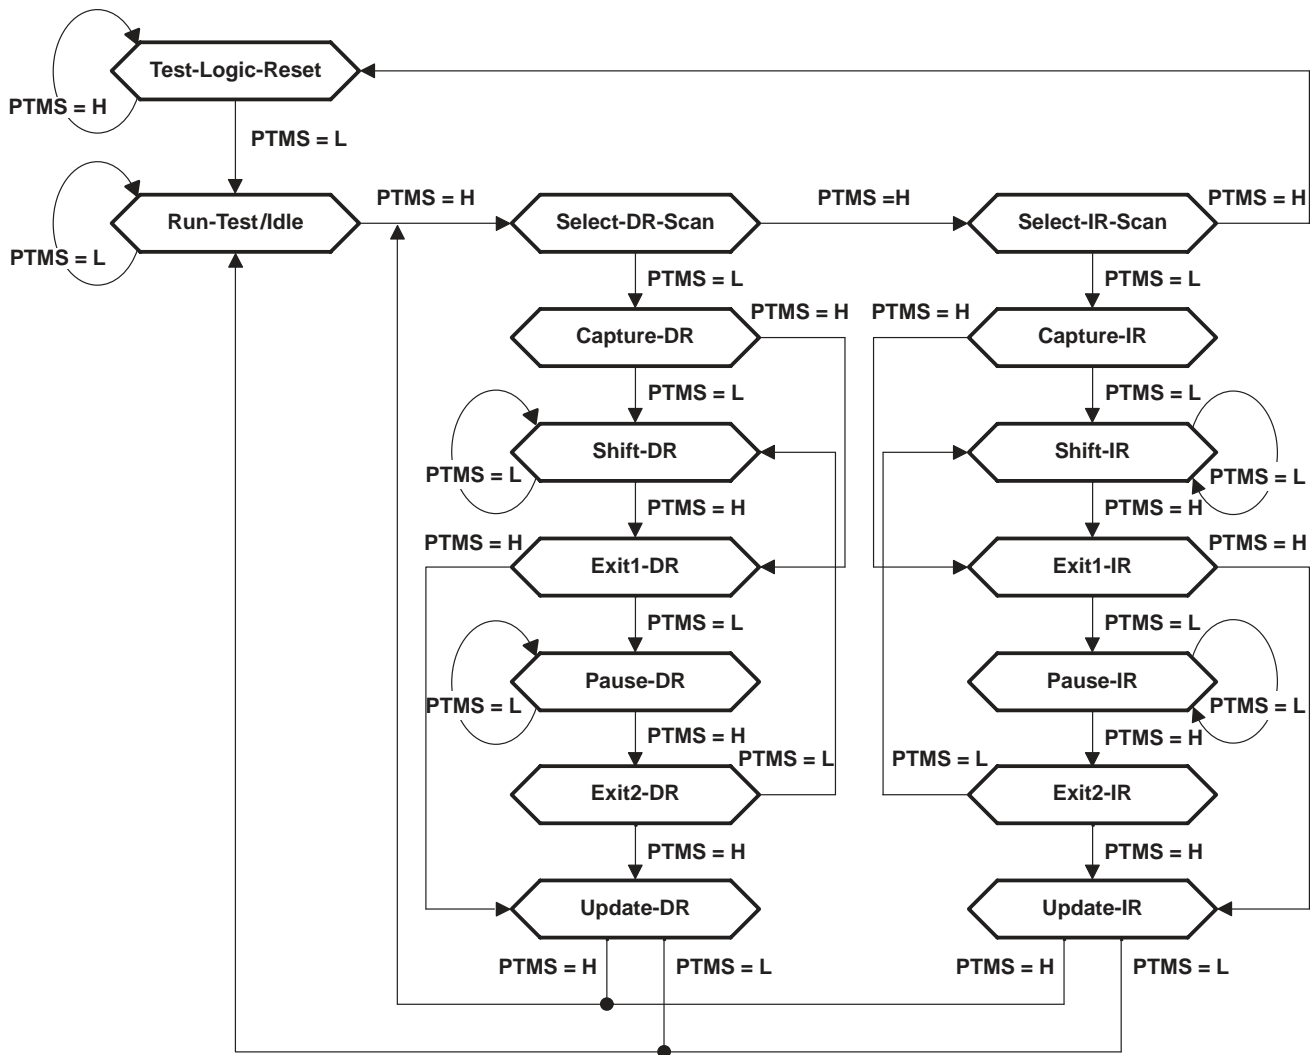 Test-Logic-Reset
PTMS = H
PTMS = L
Run-Test/Idle
PTMS = L
PTMS = H
Select-DR-Scan
PTMS =H
Select-IR-Scan
PTMS = H
PTMS = L
PTMS = L
Capture-DR
PTMS = H
PTMS = H
Capture-IR
PTMS = L
PTMS = L
Shift-DR
PTMS = L
Shift-IR
PTMS = L
PTMS = H
PTMS = H
PTMS = H
Exit1-DR
Exit1-IR
PTMS = H
PTMS = L
PTMS = L
Pause-DR
PTMS = L
Pause-IR
PTMS = L
PTMS = H
PTMS = H
Exit2-DR
PTMS = L
PTMS = L
Exit2-IR
PTMS = H
PTMS = H
Update-DR
Update-IR
PTMS = H
PTMS = L
PTMS = H
PTMS = L